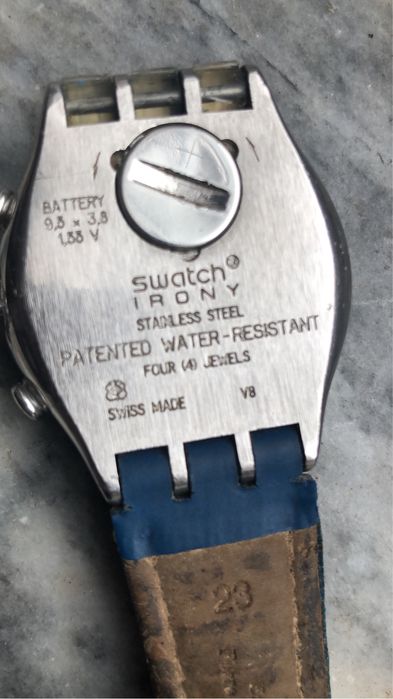 BATTERY
9,5 x 3,6
1,55 V
swatch
IRONY
STAINLESS STEEL
PATENTED WATER-RESISTANT
FOUR (4) JEWELS
SWISS MADE V8
23